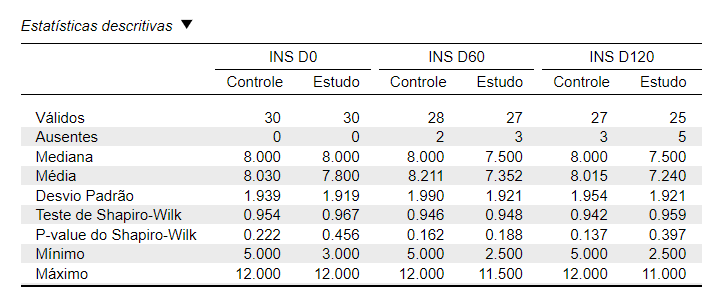 Estatísticas descritivas ▼
INS D0 INS D60 INS D120
Controle Estudo Controle Estudo Controle Estudo
Válidos 30 30 28 27 27 25
Ausentes 0 0 2 3 3 5
Mediana 8.000 8.000 8.000 7.500 8.000 7.500
Média 8.030 7.800 8.211 7.352 8.015 7.240
Desvio Padrão 1.939 1.919 1.990 1.921 1.954 1.921
Teste de Shapiro-Wilk 0.954 0.967 0.946 0.948 0.942 0.959
P-value do Shapiro-Wilk 0.222 0.456 0.162 0.188 0.137 0.397
Mínimo 5.000 3.000 5.000 2.500 5.000 2.500
Máximo 12.000 12.000 12.000 11.500 12.000 11.000